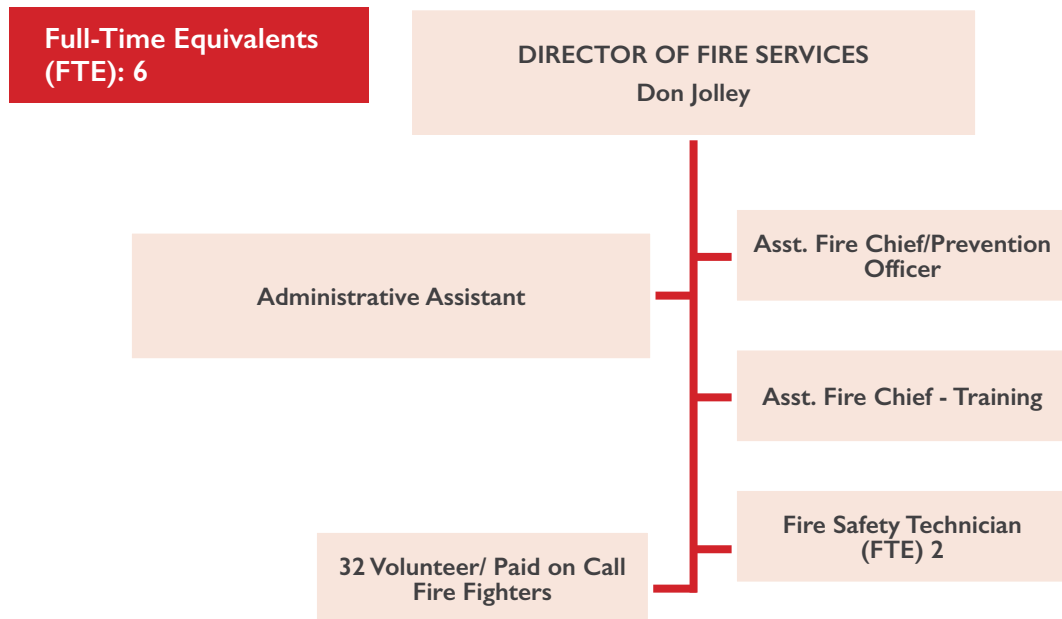 Full-Time Equivalents
(FTE): 6
DIRECTOR OF FIRE SERVICES
Don Jolley
Administrative Assistant
Asst. Fire Chief/Prevention
Officer
Asst. Fire Chief - Training
Fire Safety Technician
(FTE) 2
32 Volunteer/ Paid on Call
Fire Fighters